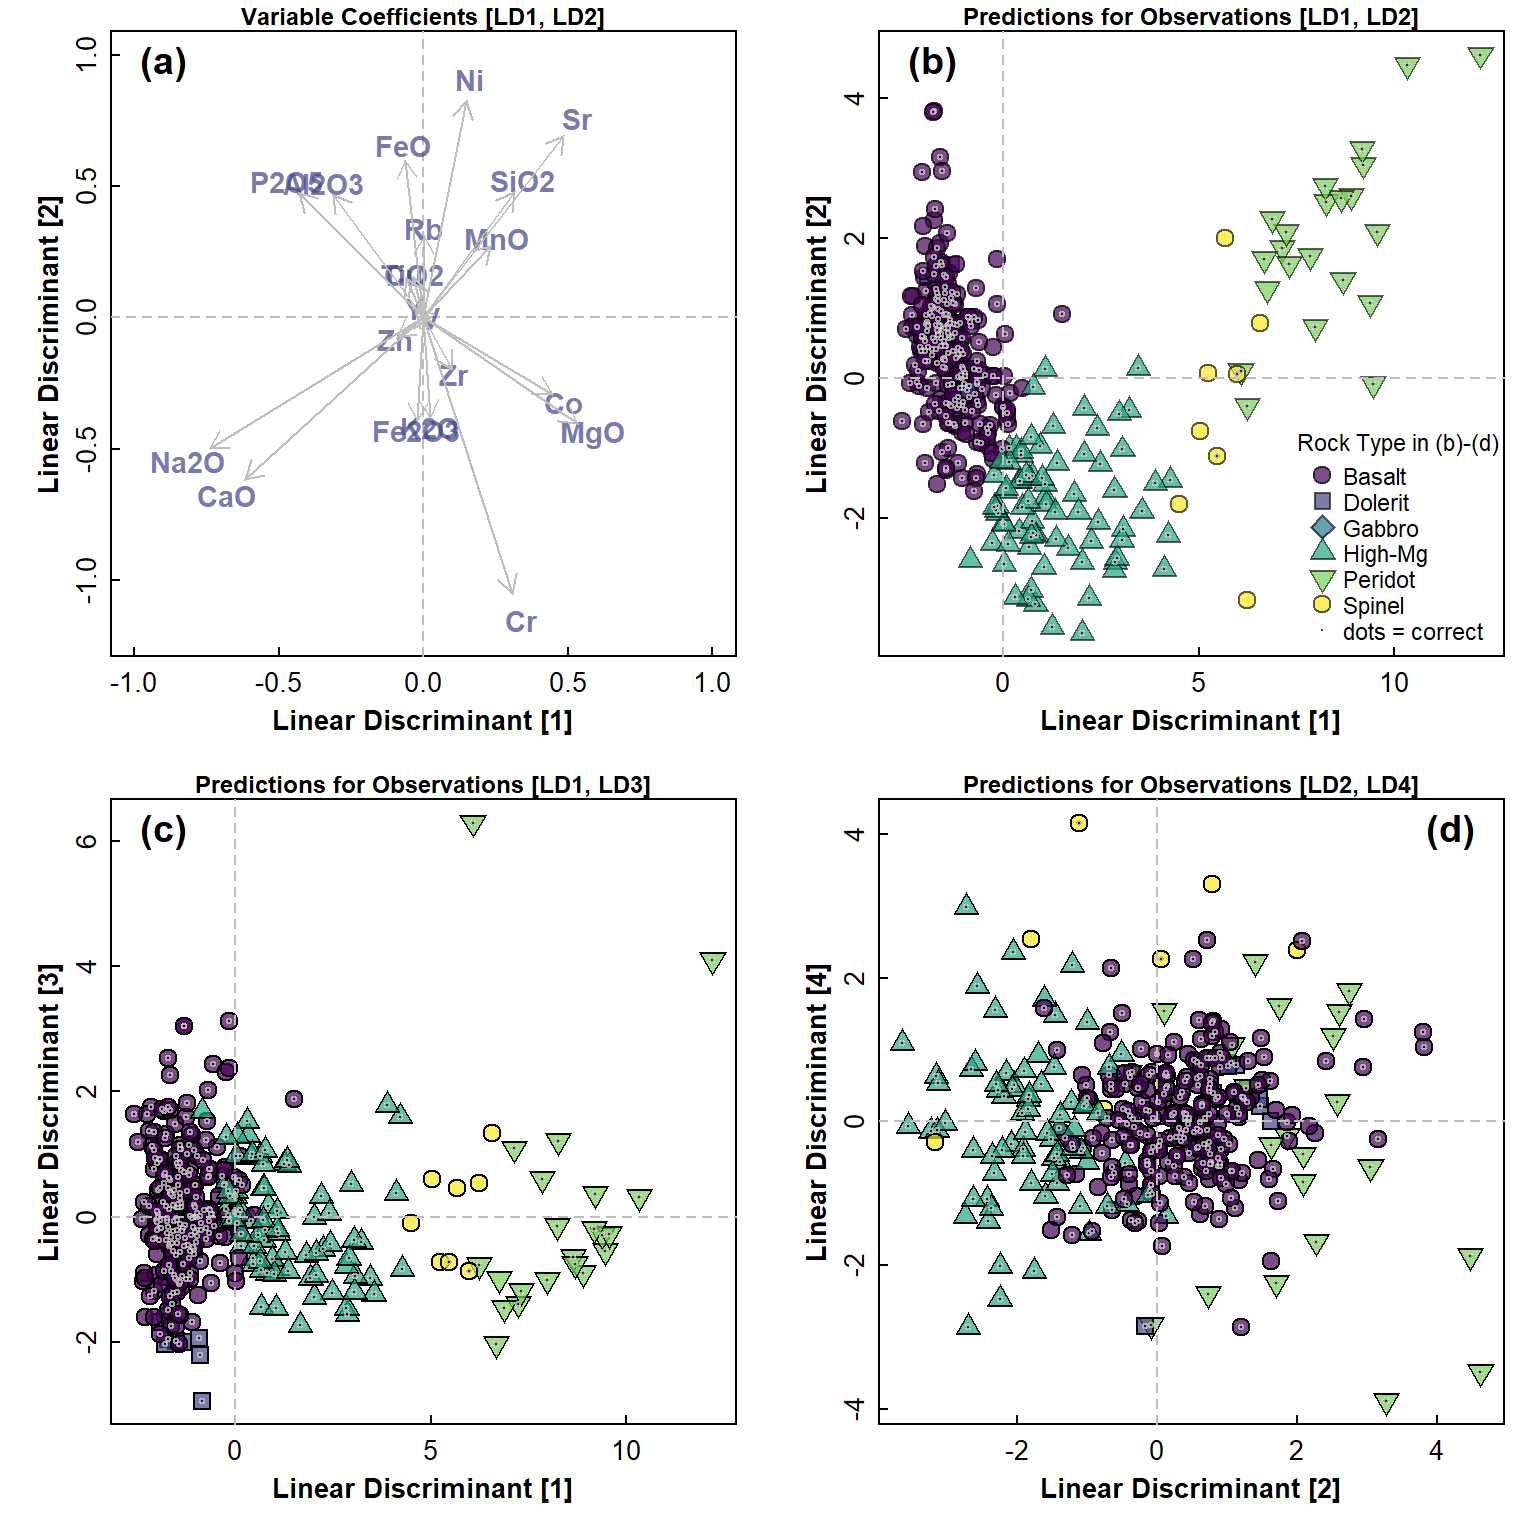 Variable Coefficients [LD1, LD2]
(a)
1.0
0.5
0.0
-0.5
-1.0
Linear Discriminant [2]
Ni
Sr
FeO
P2O5
Al2O3
SiO2
Rb
MnO
TiO2
Y
V
Zn
Zr
Co
Fe2O3
K2O
MgO
Na2O
CaO
Cr
-1.0 -0.5 0.0 0.5 1.0
Linear Discriminant [1]
Predictions for Observations [LD1, LD2]
(b)
4
2
0
-2
Linear Discriminant [2]
Rock Type in (b)-(d)
Basalt
Dolerit
Gabbro
High-Mg
Peridot
Spinel
dots = correct
0 5 10
Linear Discriminant [1]
Predictions for Observations [LD1, LD3]
(c)
6
4
2
0
-2
Linear Discriminant [3]
0 5 10
Linear Discriminant [1]
Predictions for Observations [LD2, LD4]
(d)
4
2
0
-2
-4
Linear Discriminant [4]
-2 0 2 4
Linear Discriminant [2]